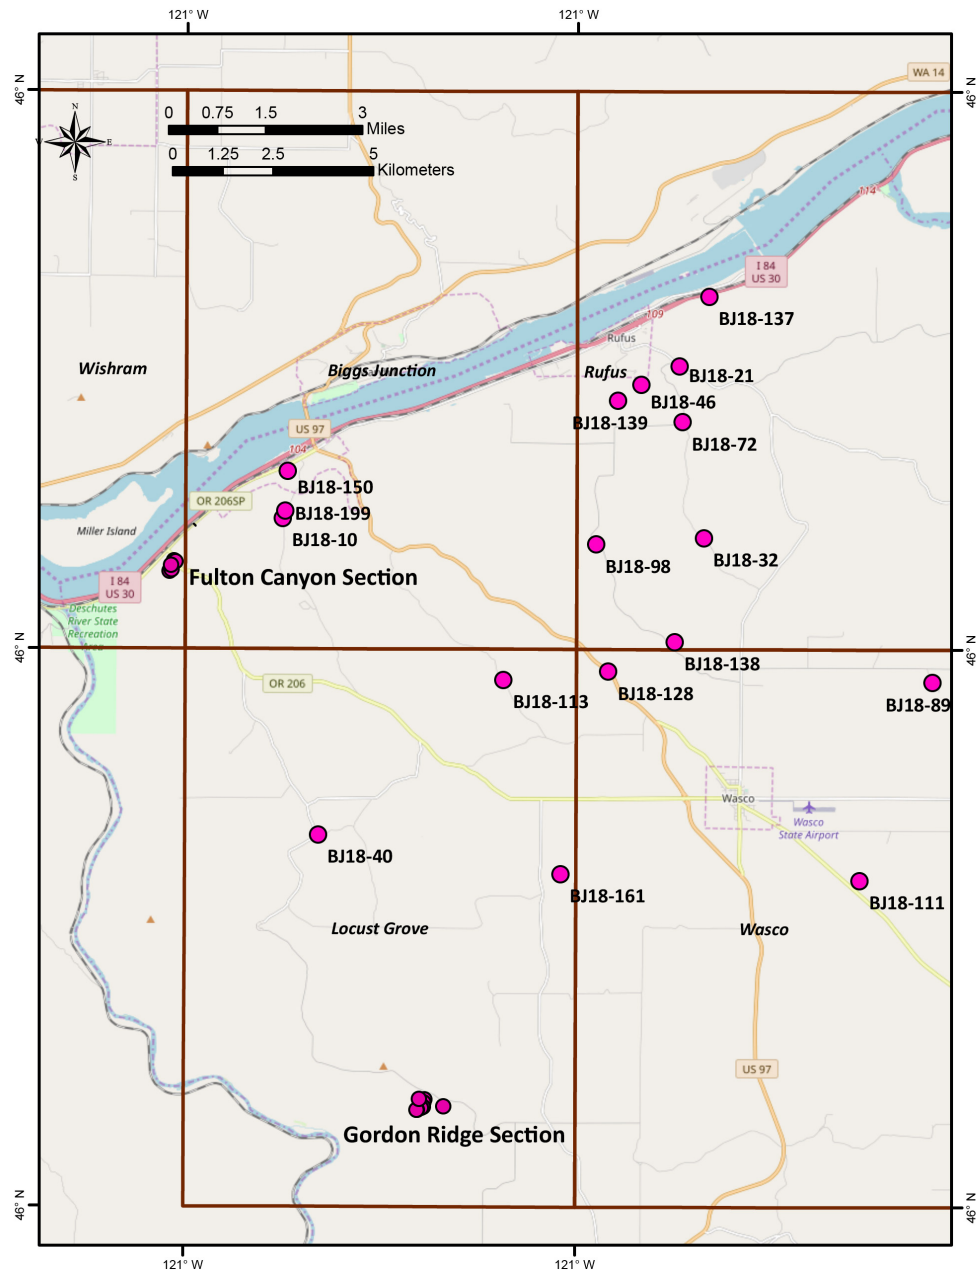 121° W
121° W
46° N
46° N
WA 14
N
W
E
S
0
0.75
1.5
3
Miles
0
1.25
2.5
5
Kilometers
114
I 84
US 30
BJ18-137
109
Rufus
Wishram
Biggs Junction
Rufus
BJ18-21
BJ18-46
BJ18-139
BJ18-72
US 97
104
BJ18-150
OR 206SP
BJ18-199
BJ18-10
Miller Island
BJ18-98
BJ18-32
Fulton Canyon Section
I 84
US 30
Deschutes
River State
Recreation
Area
46° N
46° N
BJ18-138
OR 206
BJ18-113
BJ18-128
BJ18-89
Wasco
Wasco
State Airport
BJ18-40
BJ18-161
BJ18-111
Locust Grove
Wasco
US 97
Gordon Ridge Section
46° N
46° N
121° W
121° W